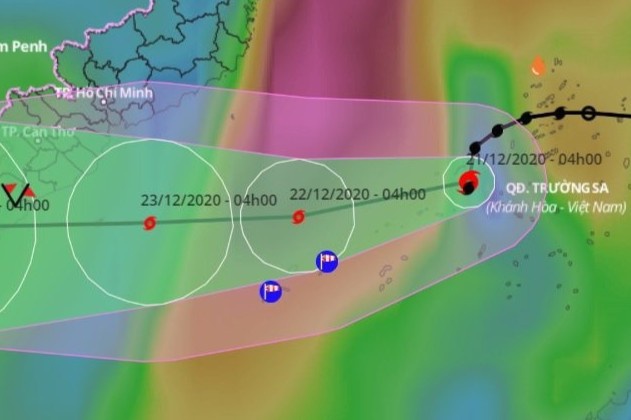 m Penh
TP. Hồ Chí Minh
TP. Cần Thơ
21/12/2020 - 04h00
QĐ. TRƯỜNG SA
22/12/2020 - 04h00
23/12/2020 - 04h00
- 04h00
(Khánh Hòa - Việt Nam)